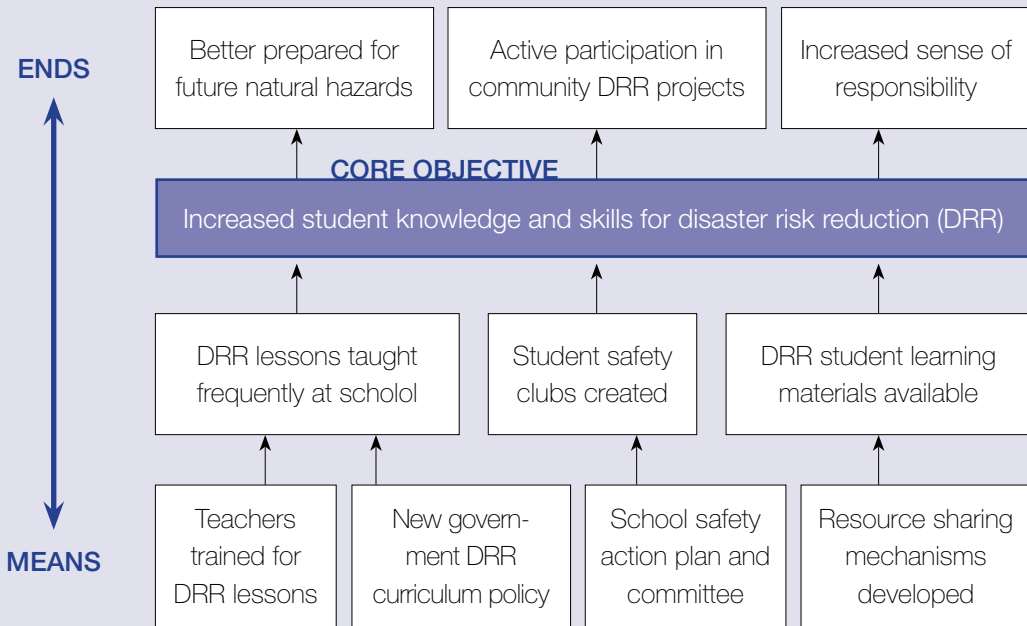 ENDS
Better prepared for
future natural hazards
Active participation in
community DRR projects
Increased sense of
responsibility
CORE OBJECTIVE
Increased student knowledge and skills for disaster risk reduction (DRR)
DRR lessons taught
frequently at scholol
Student safety
clubs created
DRR student learning
materials available
MEANS
Teachers
trained for
DRR lessons
New govern-
ment DRR
curriculum policy
School safety
action plan and
committee
Resource sharing
mechanisms
developed